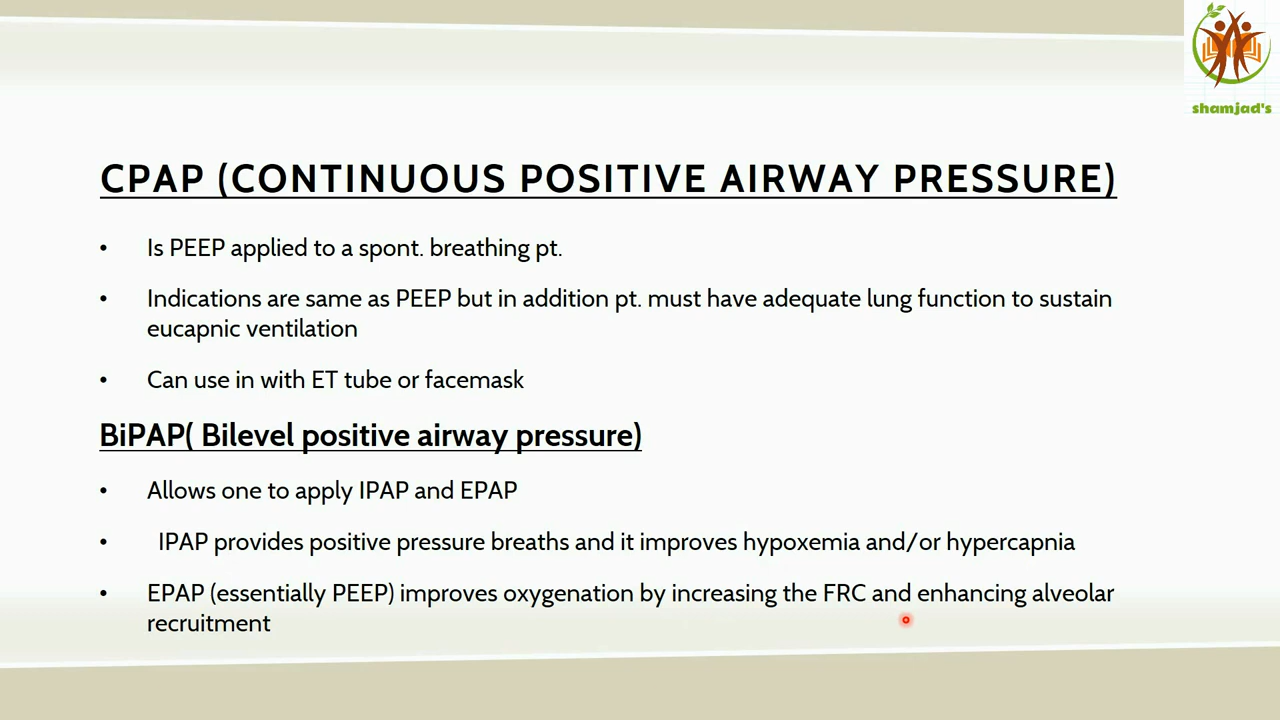 shamjad's
CPAP (CONTINUOUS POSITIVE AIRWAY PRESSURE)
• Is PEEP applied to a spont. breathing pt.
• Indications are same as PEEP but in addition pt. must have adequate lung function to sustain
eucapnic ventilation
• Can use in with ET tube or facemask
BiPAP( Bilevel positive airway pressure)
• Allows one to apply IPAP and EPAP
• IPAP provides positive pressure breaths and it improves hypoxemia and/or hypercapnia
• EPAP (essentially PEEP) improves oxygenation by increasing the FRC and enhancing alveolar
recruitment